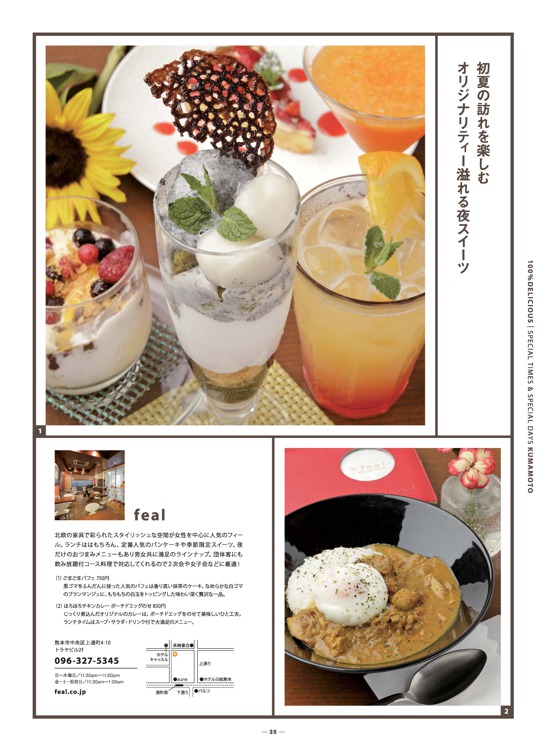 初夏の訪れを楽しむ
オリジナリティー溢れる夜スイーツ
100%DELICIOUS | SPECIAL TIMES & SPECIAL DAYS KUMAMOTO
1
feal
北欧の家具で彩られたスタイリッシュな空間が女性を中心に人気のフィー
ル。ランチははもちろん、定番人気のパンケーキや季節限定スイーツ、夜
だけのおつまみメニューもあり男女共に満足のラインナップ。団体客にも
飲み放題付コース料理で対応してくれるので2次会や女子会などに最適！
(1) ごまごまパフェ 750円
黒ゴマをふんだんに使った人気のパフェは香り高い抹茶のケーキ、なめらかな白ゴマ
のブランマンジェに、もちもちの白玉をトッピングした味わい深く贅沢な一品。
(2) ほろほろチキンカレー ポーチドエッグのせ 850円
じっくり煮込んだオリジナルのカレーは、ポーチドエッグをのせて美味しいひと工夫。
ランチタイムはスープ・サラダ・ドリンク付で大満足のメニュー。
熊本市中央区上通町4-10
トラヤビル2F
096-327-5345
日〜木曜日／11:30am〜11:00pm
金・土・祝前日／11:30am〜1:00am
feal.co.jp
美術書店
ホテル
キャッスル
上通り
aune
ホテル日航熊本
通町筋
下通り
パルコ
feal
2
— 35 —